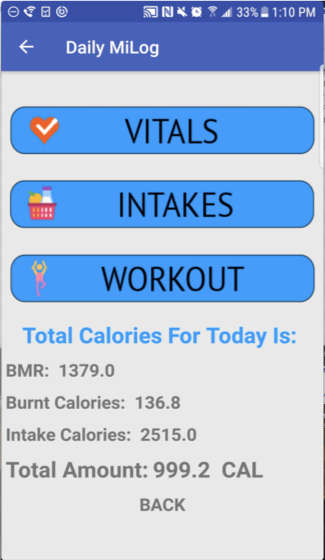 33% 1:10 PM
Daily MiLog
VITALS
INTAKES
WORKOUT
Total Calories For Today Is:
BMR: 1379.0
Burnt Calories: 136.8
Intake Calories: 2515.0
Total Amount: 999.2 CAL
BACK